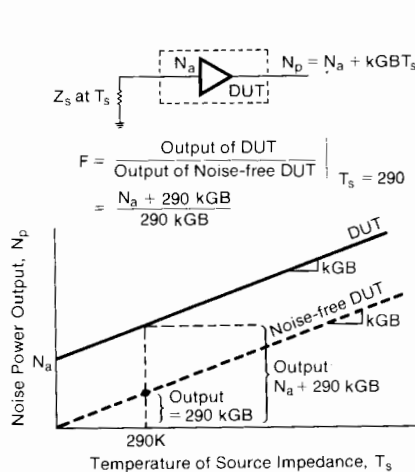 Nₐ
DUT
Nₚ = Nₐ + kGBTₛ
Zₛ at Tₛ
F = Output of DUT / Output of Noise-free DUT | Tₛ = 290
= Nₐ + 290 kGB / 290 kGB
Noise Power Output, Nₚ
DUT
kGB
Noise-free DUT
kGB
Nₐ
Output
Nₐ + 290 kGB
Output
= 290 kGB
290K
Temperature of Source Impedance, Tₛ